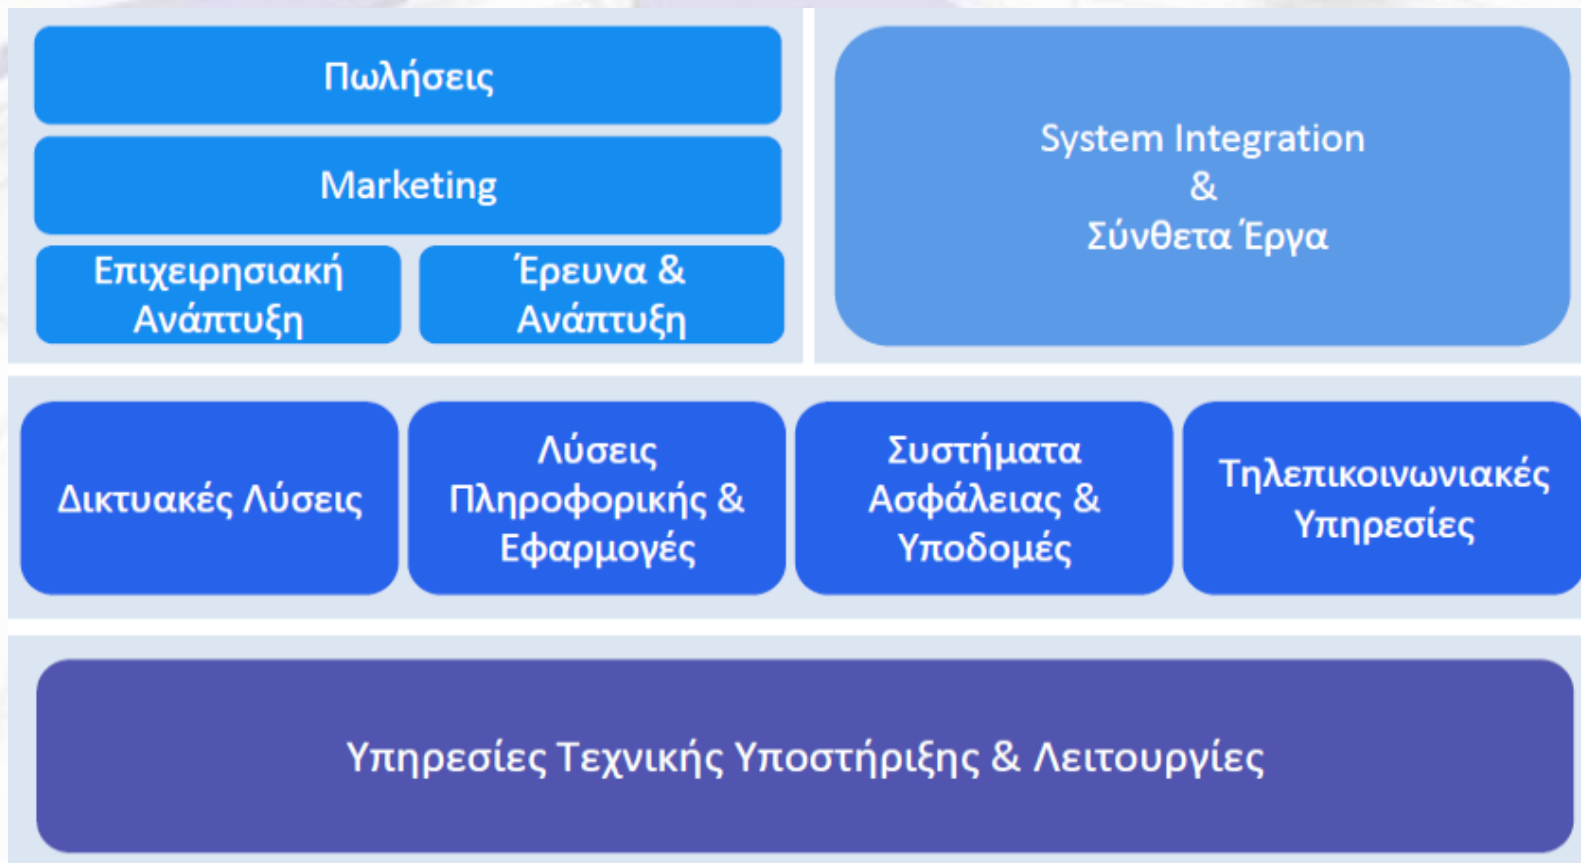 Πωλήσεις
Marketing
Επιχειρησιακή
Ανάπτυξη
Έρευνα &
Ανάπτυξη
System Integration
&
Σύνθετα Έργα
Δικτυακές Λύσεις
Λύσεις
Πληροφορικής &
Εφαρμογές
Συστήματα
Ασφάλειας &
Υποδομές
Τηλεπικοινωνιακές
Υπηρεσίες
Υπηρεσίες Τεχνικής Υποστήριξης & Λειτουργίες